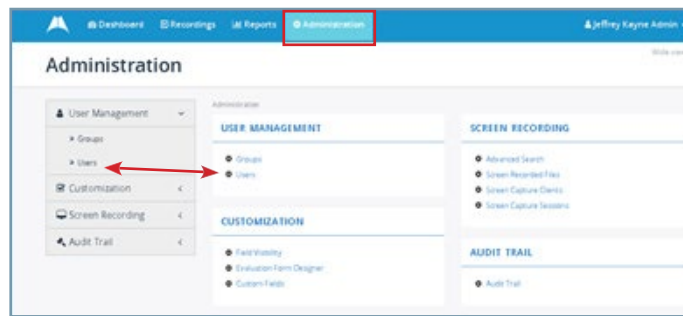 Dashboard Recordings Reports Administration Jeffrey Kayne Admin
Administration
Administration
User Management
Groups
Users
Customization
Screen Recording
Audit Trail
USER MANAGEMENT
Groups
Users
CUSTOMIZATION
Field Visibility
Evaluation Form Designer
Custom Fields
SCREEN RECORDING
Advanced Search
Screen Recorded Files
Screen Capture Clients
Screen Capture Sessions
AUDIT TRAIL
Audit Trail